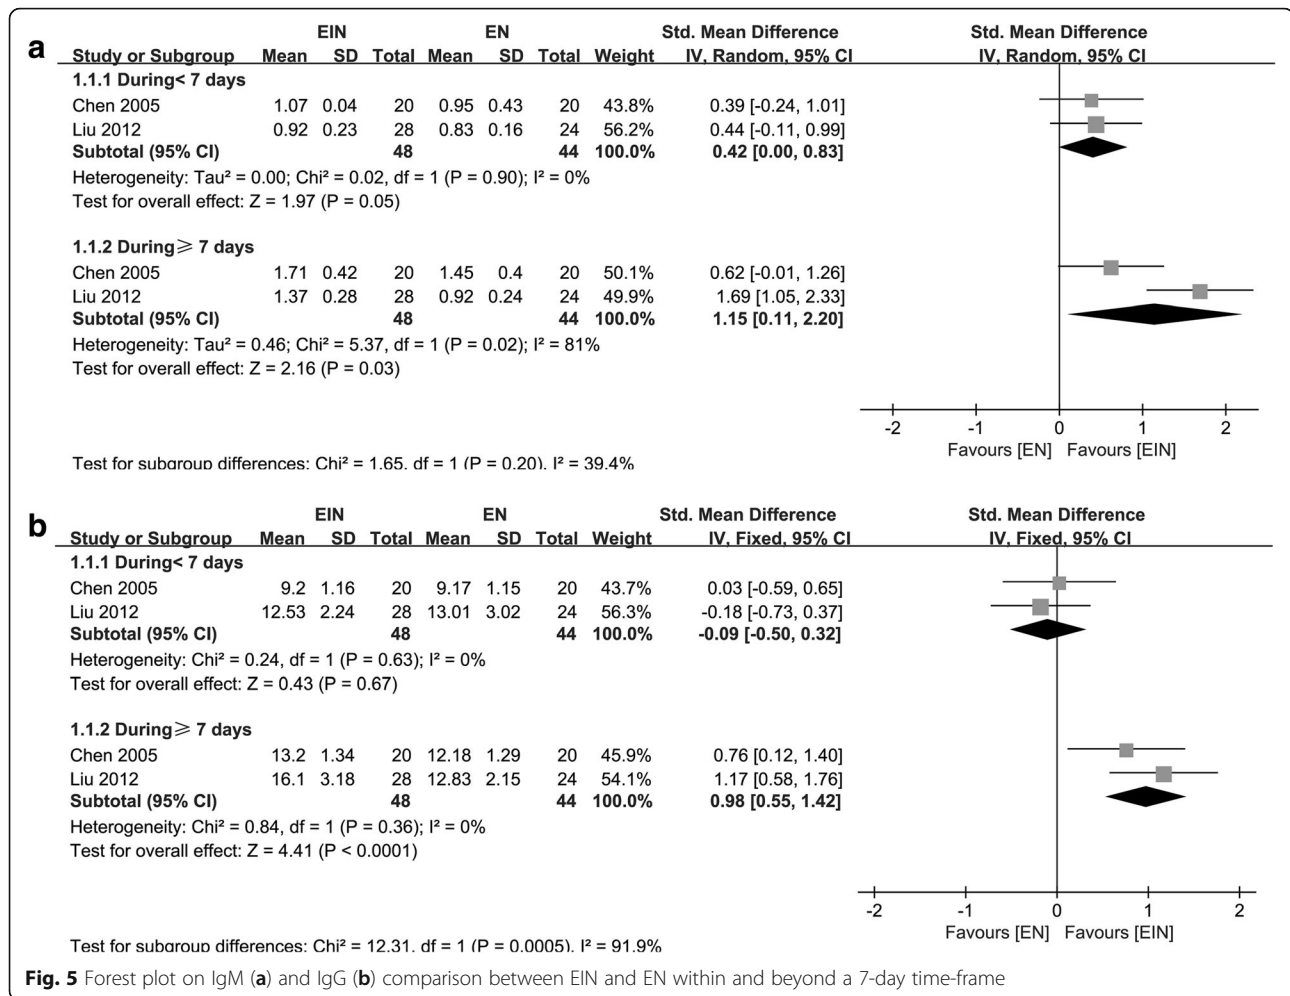 a
EIN EN Std. Mean Difference Std. Mean Difference
Study or Subgroup Mean SD Total Mean SD Total Weight IV, Random, 95% CI IV, Random, 95% CI
1.1.1 During< 7 days
Chen 2005 1.07 0.04 20 0.95 0.43 20 43.8% 0.39 [-0.24, 1.01]
Liu 2012 0.92 0.23 28 0.83 0.16 24 56.2% 0.44 [-0.11, 0.99]
Subtotal (95% CI) 48 44 100.0% 0.42 [0.00, 0.83]
Heterogeneity: Tau² = 0.00; Chi² = 0.02, df = 1 (P = 0.90); I² = 0%
Test for overall effect: Z = 1.97 (P = 0.05)
1.1.2 During⩾ 7 days
Chen 2005 1.71 0.42 20 1.45 0.4 20 50.1% 0.62 [-0.01, 1.26]
Liu 2012 1.37 0.28 28 0.92 0.24 24 49.9% 1.69 [1.05, 2.33]
Subtotal (95% CI) 48 44 100.0% 1.15 [0.11, 2.20]
Heterogeneity: Tau² = 0.46; Chi² = 5.37, df = 1 (P = 0.02); I² = 81%
Test for overall effect: Z = 2.16 (P = 0.03)
-2 -1 0 1 2
Favours [EN] Favours [EIN]
Test for subgroup differences: Chi² = 1.65, df = 1 (P = 0.20), I² = 39.4%
b
EIN EN Std. Mean Difference Std. Mean Difference
Study or Subgroup Mean SD Total Mean SD Total Weight IV, Fixed, 95% CI IV, Fixed, 95% CI
1.1.1 During< 7 days
Chen 2005 9.2 1.16 20 9.17 1.15 20 43.7% 0.03 [-0.59, 0.65]
Liu 2012 12.53 2.24 28 13.01 3.02 24 56.3% -0.18 [-0.73, 0.37]
Subtotal (95% CI) 48 44 100.0% -0.09 [-0.50, 0.32]
Heterogeneity: Chi² = 0.24, df = 1 (P = 0.63); I² = 0%
Test for overall effect: Z = 0.43 (P = 0.67)
1.1.2 During⩾ 7 days
Chen 2005 13.2 1.34 20 12.18 1.29 20 45.9% 0.76 [0.12, 1.40]
Liu 2012 16.1 3.18 28 12.83 2.15 24 54.1% 1.17 [0.58, 1.76]
Subtotal (95% CI) 48 44 100.0% 0.98 [0.55, 1.42]
Heterogeneity: Chi² = 0.84, df = 1 (P = 0.36); I² = 0%
Test for overall effect: Z = 4.41 (P < 0.0001)
-2 -1 0 1 2
Favours [EN] Favours [EIN]
Test for subgroup differences: Chi² = 12.31, df = 1 (P = 0.0005), I² = 91.9%
Fig. 5 Forest plot on IgM (a) and IgG (b) comparison between EIN and EN within and beyond a 7-day time-frame